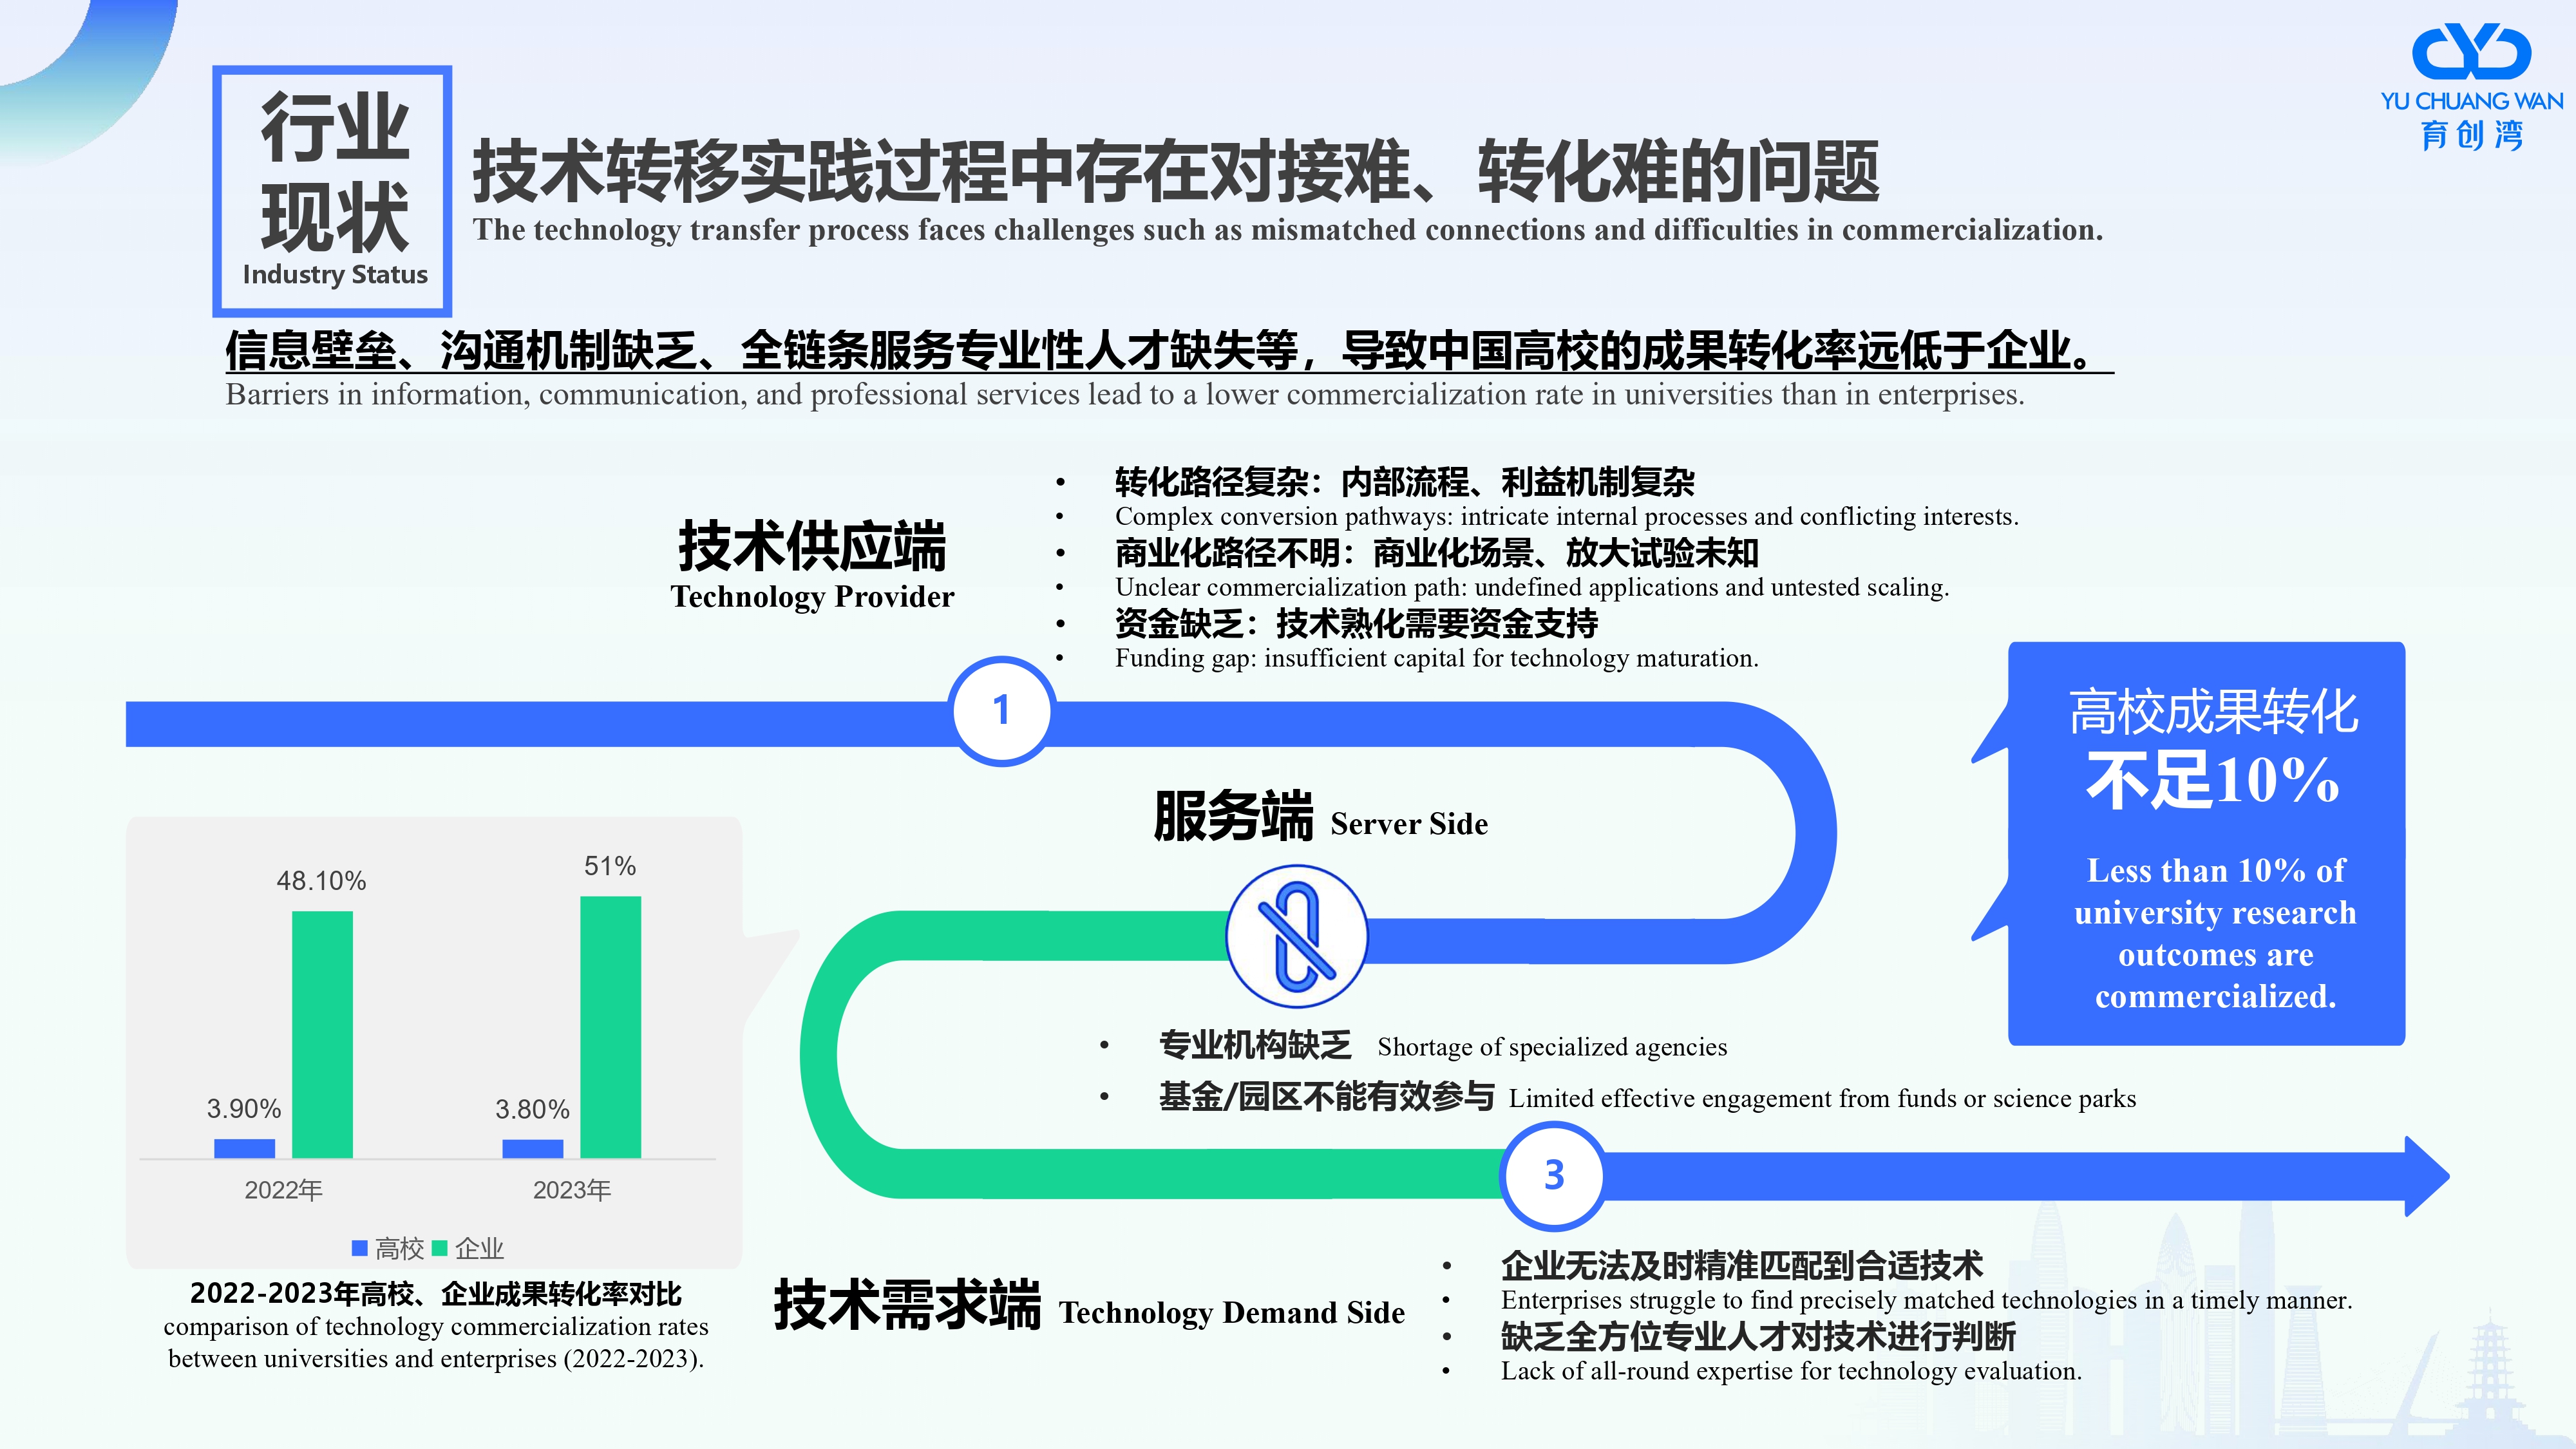 YU CHUANG WAN
育创湾
行业
现状
Industry Status
技术转移实践过程中存在对接难、转化难的问题
The technology transfer process faces challenges such as mismatched connections and difficulties in commercialization.
信息壁垒、沟通机制缺乏、全链条服务专业性人才缺失等，导致中国高校的成果转化率远低于企业。
Barriers in information, communication, and professional services lead to a lower commercialization rate in universities than in enterprises.
技术供应端
Technology Provider
• 转化路径复杂：内部流程、利益机制复杂
• Complex conversion pathways: intricate internal processes and conflicting interests.
• 商业化路径不明：商业化场景、放大试验未知
• Unclear commercialization path: undefined applications and untested scaling.
• 资金缺乏：技术熟化需要资金支持
• Funding gap: insufficient capital for technology maturation.
1
高校成果转化
不足10%
Less than 10% of
university research
outcomes are
commercialized.
服务端 Server Side
• 专业机构缺乏 Shortage of specialized agencies
• 基金/园区不能有效参与 Limited effective engagement from funds or science parks
48.10%
51%
3.90%
3.80%
2022年
2023年
高校 企业
2022-2023年高校、企业成果转化率对比
comparison of technology commercialization rates
between universities and enterprises (2022-2023).
3
技术需求端 Technology Demand Side
• 企业无法及时精准匹配到合适技术
• Enterprises struggle to find precisely matched technologies in a timely manner.
• 缺乏全方位专业人才对技术进行判断
• Lack of all-round expertise for technology evaluation.